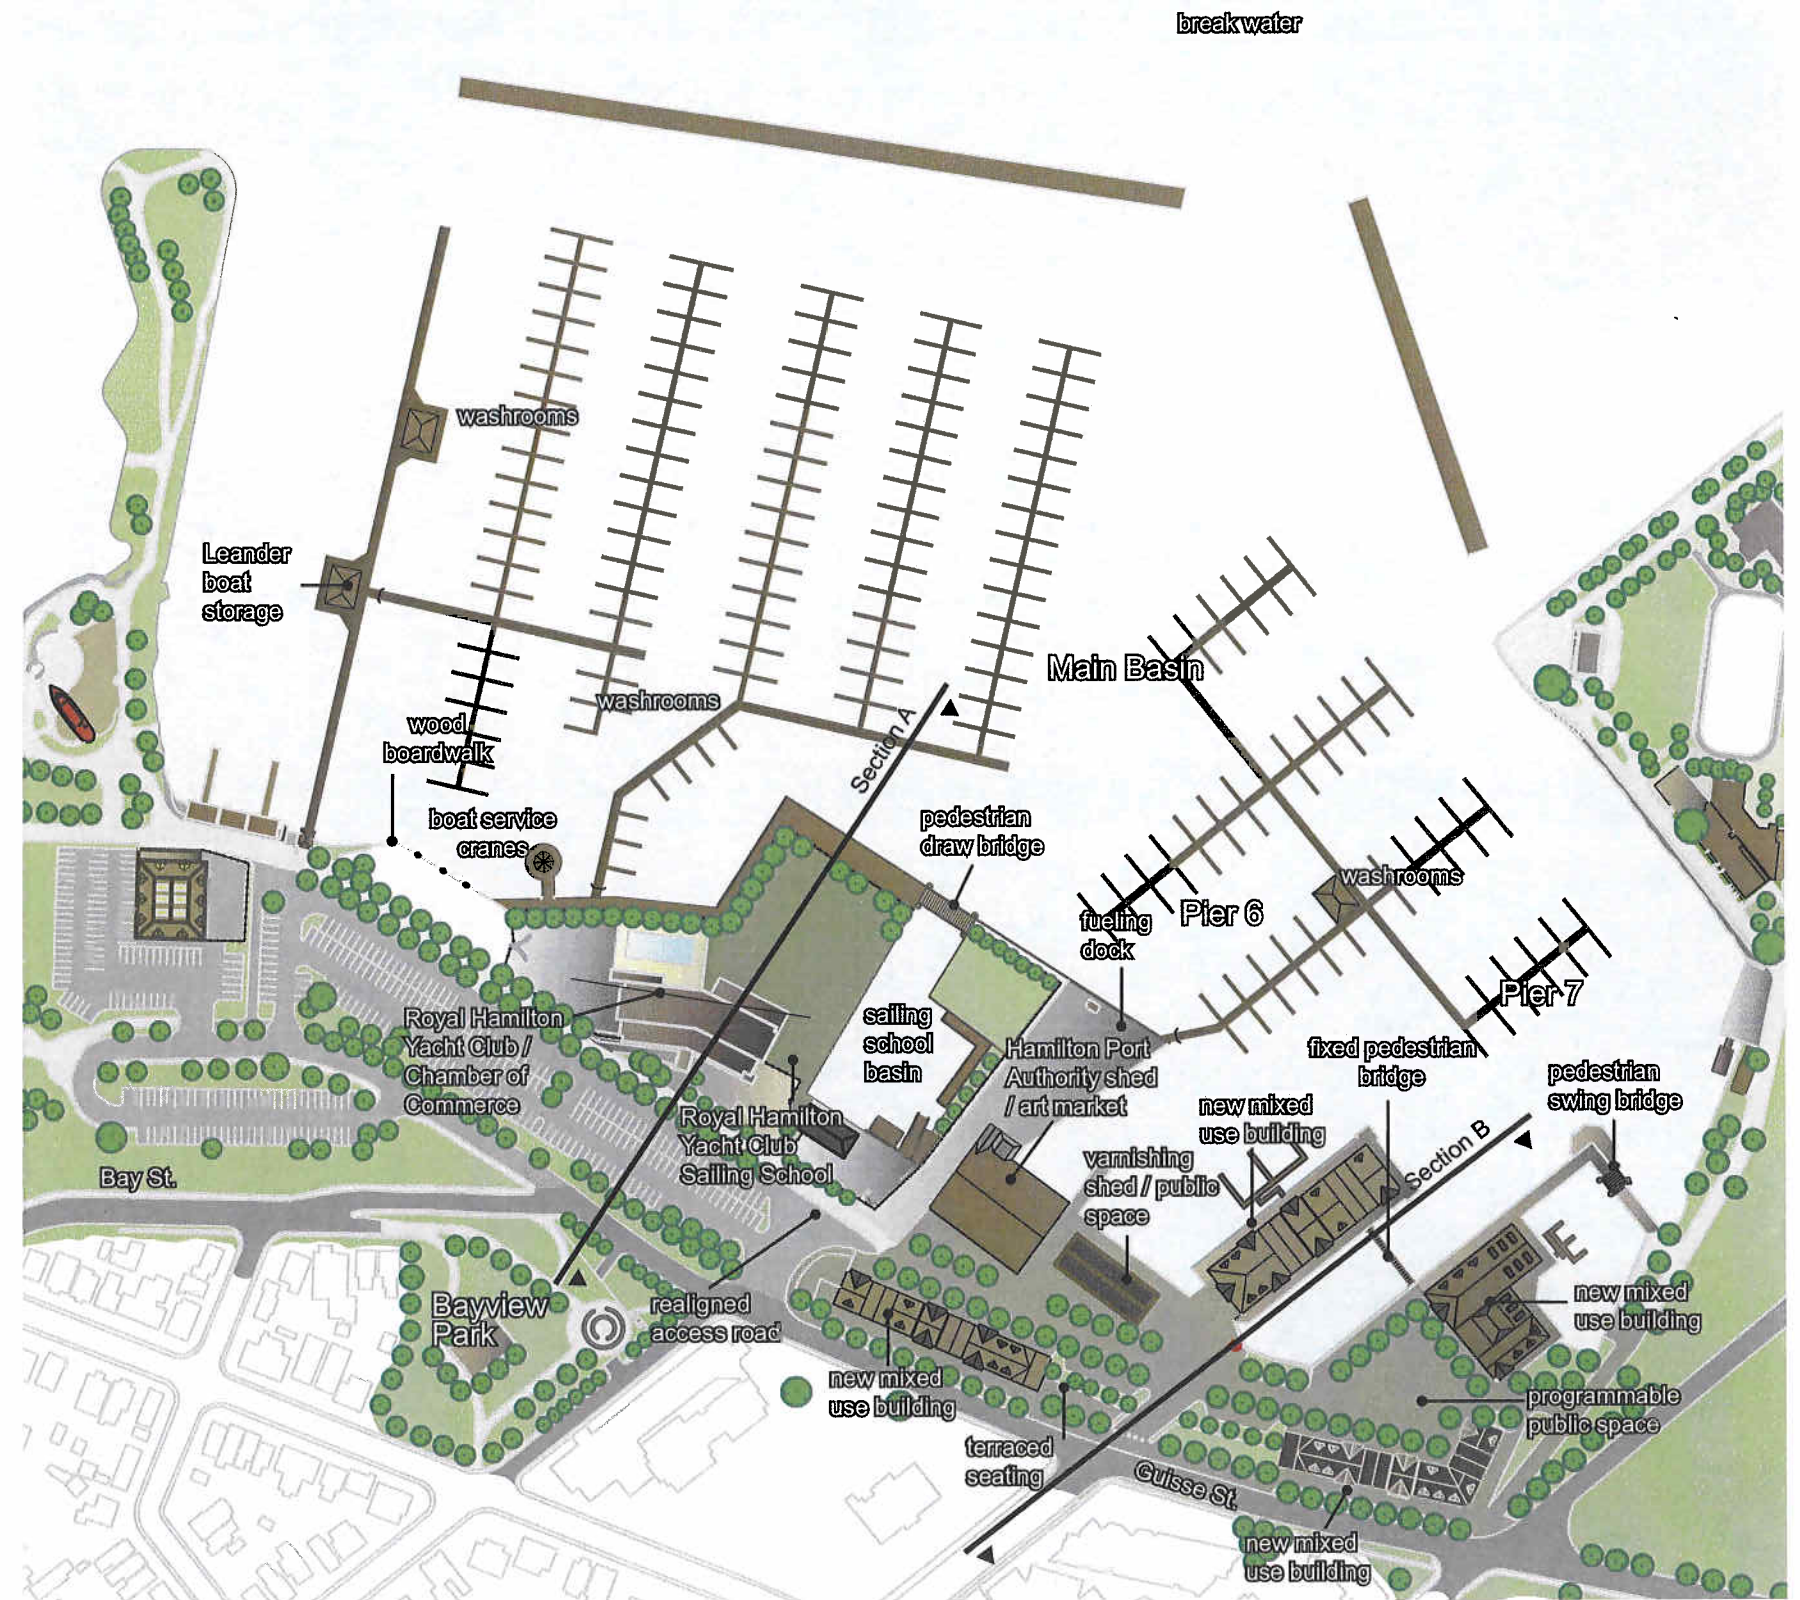 break water
washrooms
Leander
boat
storage
Main Basin
washrooms
wood
boardwalk
Section A
boat service
cranes
pedestrian
draw bridge
washrooms
fueling
dock
Pier 6
Pier 7
Royal Hamilton
Yacht Club /
Chamber of
Commerce
sailing
school
basin
Hamilton Port
Authority shed
/ art market
fixed pedestrian
bridge
pedestrian
swing bridge
new mixed
use building
Royal Hamilton
Yacht Club
Sailing School
varnishing
shed / public
space
Section B
Bay St.
Bayview
Park
realigned
access road
new mixed
use building
new mixed
use building
programmable
public space
terraced
seating
Guisse St.
new mixed
use building